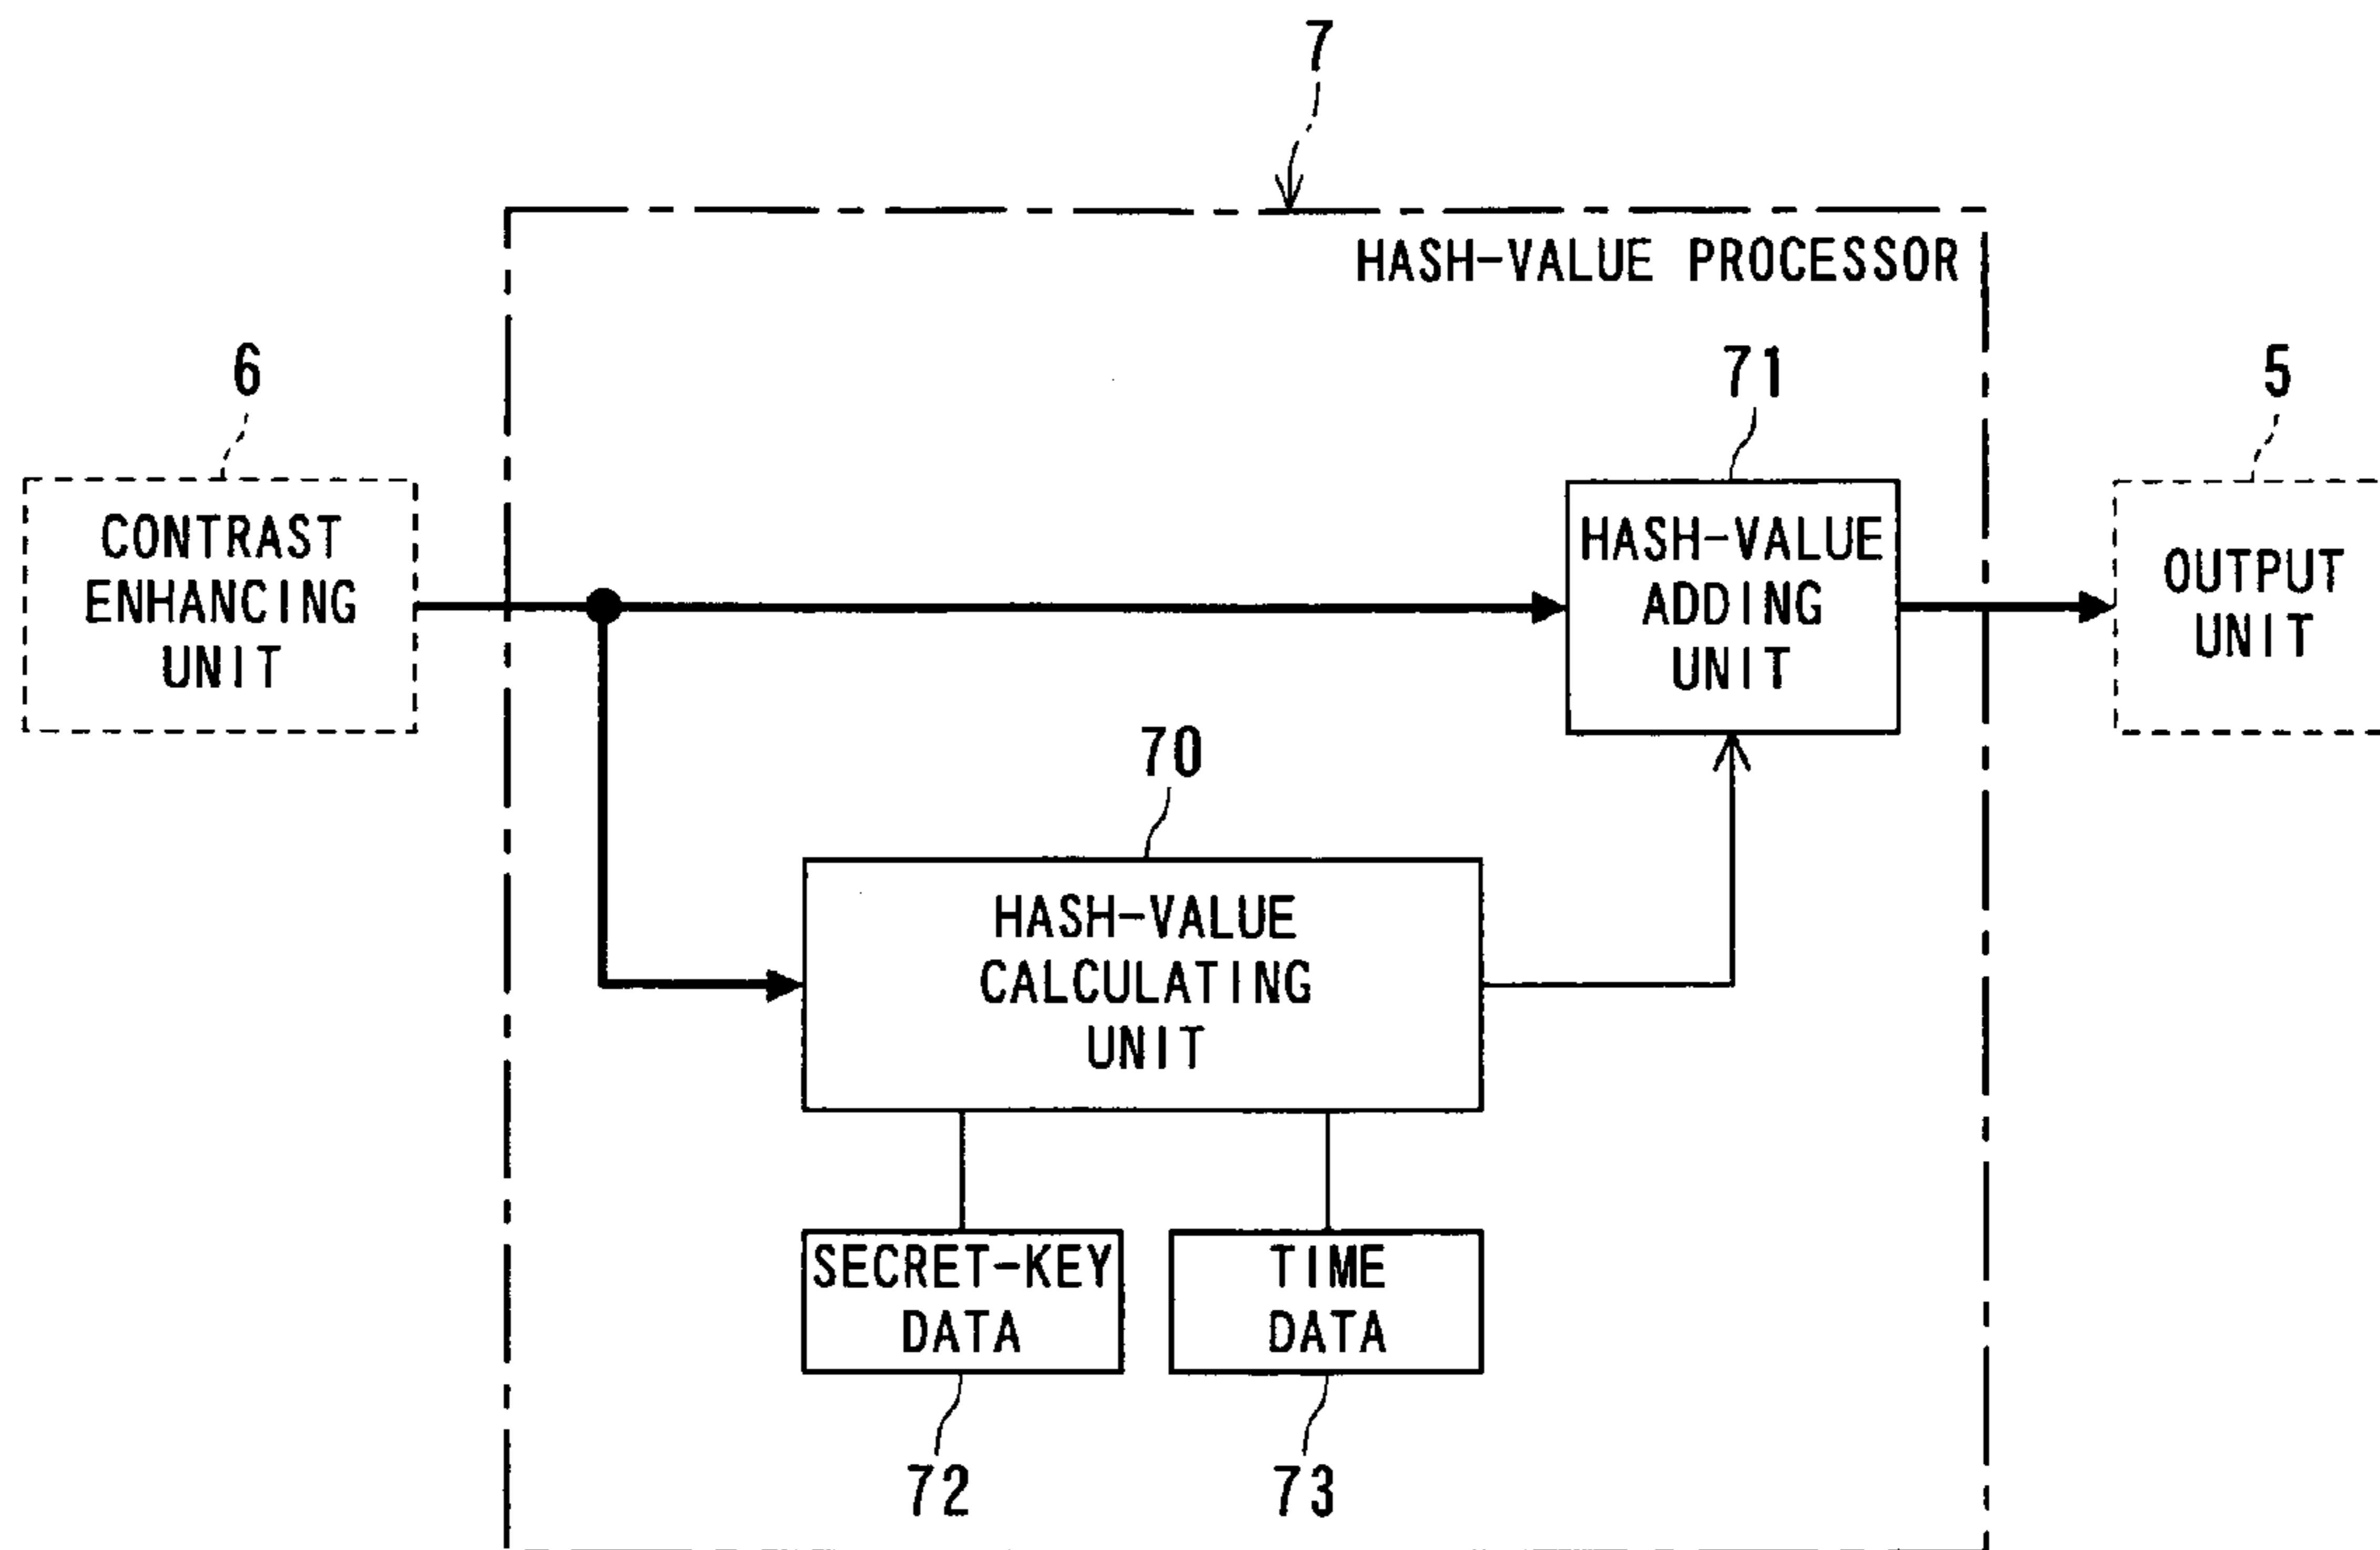 7
HASH-VALUE PROCESSOR
6
71
5
CONTRAST
ENHANCING
UNIT
HASH-VALUE
ADDING
UNIT
OUTPUT
UNIT
70
HASH-VALUE
CALCULATING
UNIT
SECRET-KEY
DATA
TIME
DATA
72
73